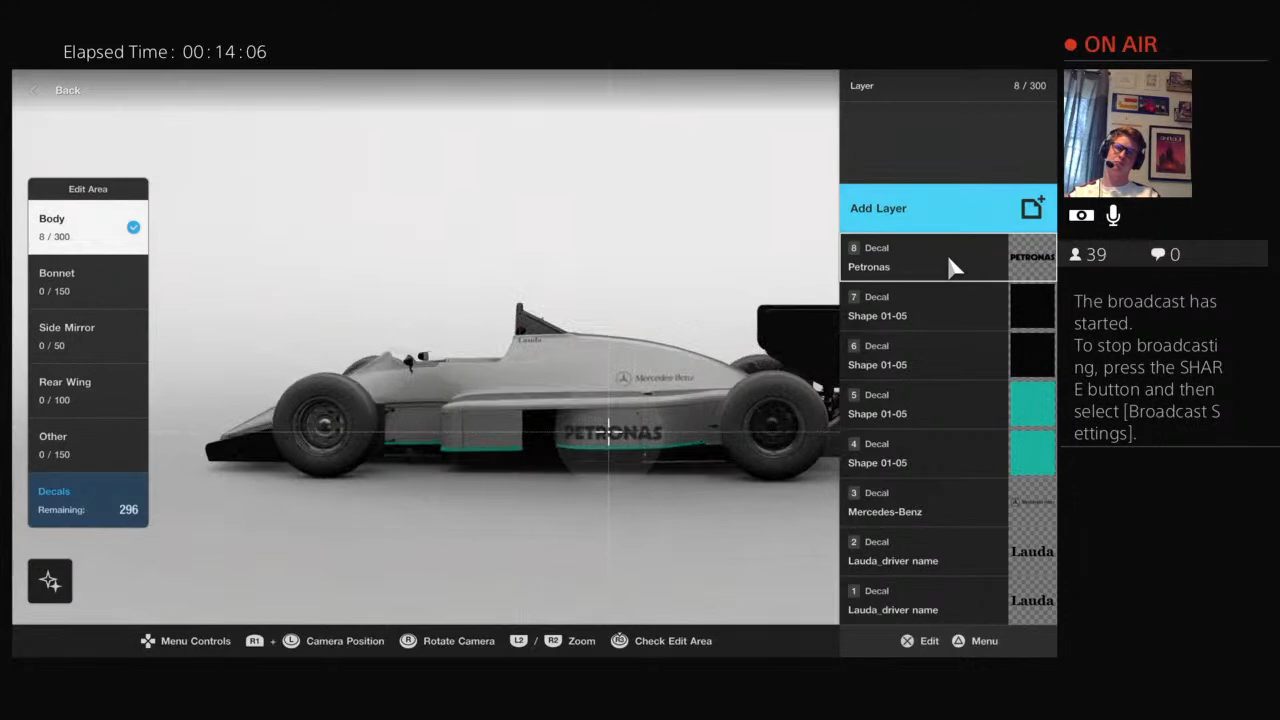 Elapsed Time: 00:14:06
ON AIR
Back
Layer
8 / 300
Edit Area
Body
8 / 300
Bonnet
0 / 150
Side Mirror
0 / 50
Rear Wing
0 / 100
Other
0 / 150
Decals
Remaining: 296
Lauda
Mercedes-Benz
PETRONAS
Add Layer
8 Decal
Petronas
PETRONAS
7 Decal
Shape 01-05
6 Decal
Shape 01-05
5 Decal
Shape 01-05
4 Decal
Shape 01-05
3 Decal
Mercedes-Benz
2 Decal
Lauda_driver name
Lauda
1 Decal
Lauda_driver name
Lauda
39
0
The broadcast has
started.
To stop broadcasti
ng, press the SHAR
E button and then
select [Broadcast S
ettings].
Menu Controls
R1 + L Camera Position
R Rotate Camera
L2 / R2 Zoom
R3 Check Edit Area
Edit
Menu